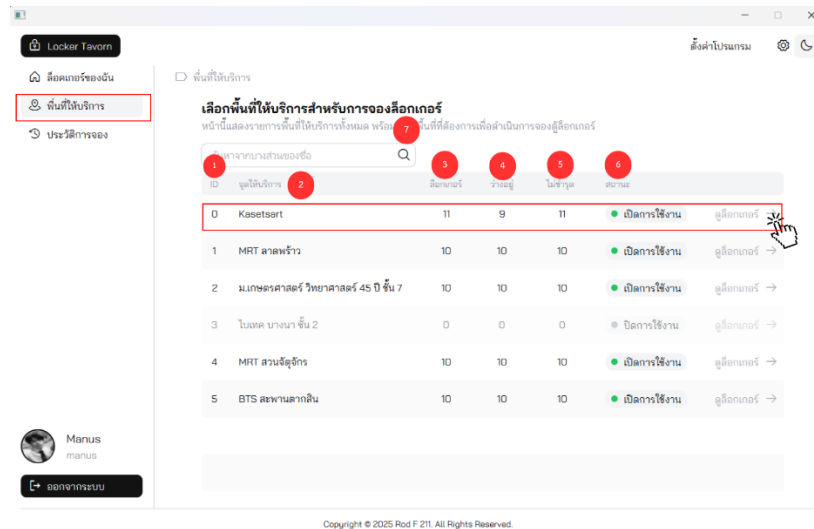 Locker Tavorn
ตั้งค่าโปรแกรม
ล็อคเกอร์ของฉัน
พื้นที่ให้บริการ
ประวัติการจอง
พื้นที่ให้บริการ
เลือกพื้นที่ให้บริการสำหรับการจองล็อกเกอร์
หน้านี้แสดงรายการพื้นที่ให้บริการทั้งหมด พร้อม 7 พื้นที่ที่ต้องการเพื่อดำเนินการจองตู้ล็อกเกอร์
หาจากบางส่วนของชื่อ
1 3 4 5 6
ID จุดให้บริการ 2 ล็อกเกอร์ ว่างอยู่ ไม่ชำรุด สถานะ
0 Kasetsart 11 9 11 เปิดการใช้งาน ดูล็อกเกอร์
1 MRT ลาดพร้าว 10 10 10 เปิดการใช้งาน ดูล็อกเกอร์
2 ม.เกษตรศาสตร์ วิทยาศาสตร์ 45 ปี ชั้น 7 10 10 10 เปิดการใช้งาน ดูล็อกเกอร์
3 ไบเทค บางนา ชั้น 2 0 0 0 ปิดการใช้งาน ดูล็อกเกอร์
4 MRT สวนจัตุจักร 10 10 10 เปิดการใช้งาน ดูล็อกเกอร์
5 BTS สะพานตากสิน 10 10 10 เปิดการใช้งาน ดูล็อกเกอร์
Manus
manus
ออกจากระบบ
Copyright © 2025 Rod F 211. All Rights Reserved.